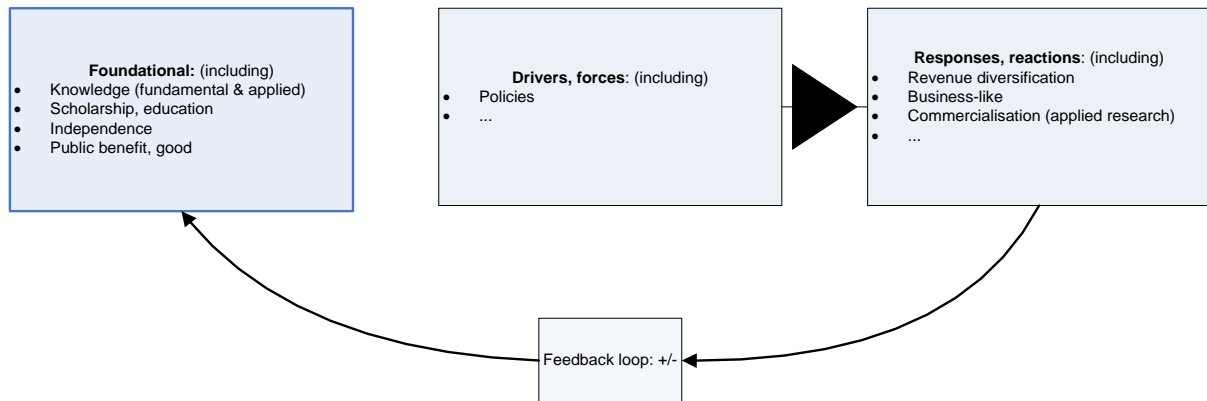 Foundational: (including)
• Knowledge (fundamental & applied)
• Scholarship, education
• Independence
• Public benefit, good
Drivers, forces: (including)
• Policies
• ...
Responses, reactions: (including)
• Revenue diversification
• Business-like
• Commercialisation (applied research)
• ...
Feedback loop: +/-